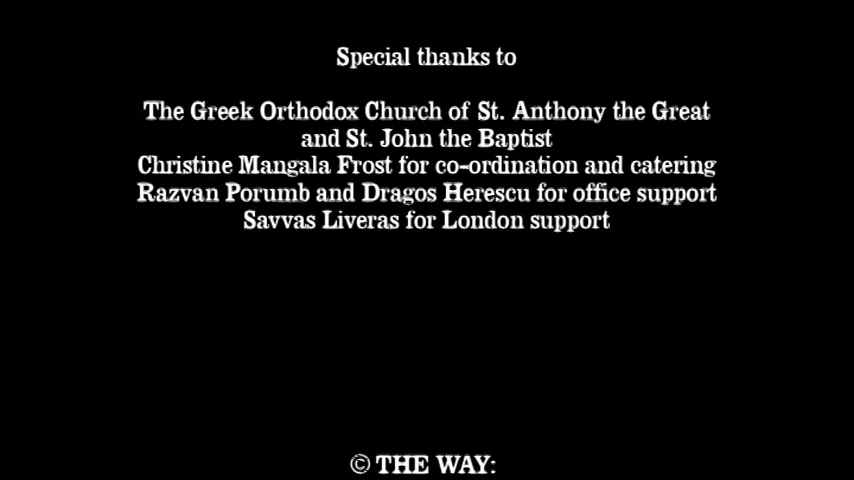 Special thanks to
The Greek Orthodox Church of St. Anthony the Great
and St. John the Baptist
Christine Mangala Frost for co-ordination and catering
Razvan Porumb and Dragos Herescu for office support
Savvas Liveras for London support
© THE WAY: